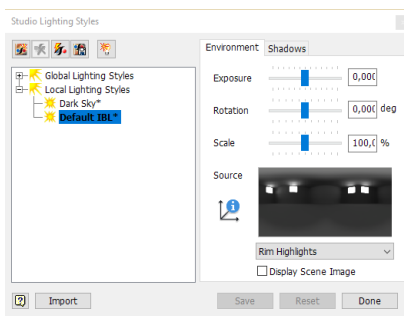 Studio Lighting Styles
Global Lighting Styles
Local Lighting Styles
Dark Sky*
Default IBL*
Environment
Shadows
Exposure
0,000
Rotation
0,000 deg
Scale
100,0 %
Source
Rim Highlights
Display Scene Image
?
Import
Save
Reset
Done